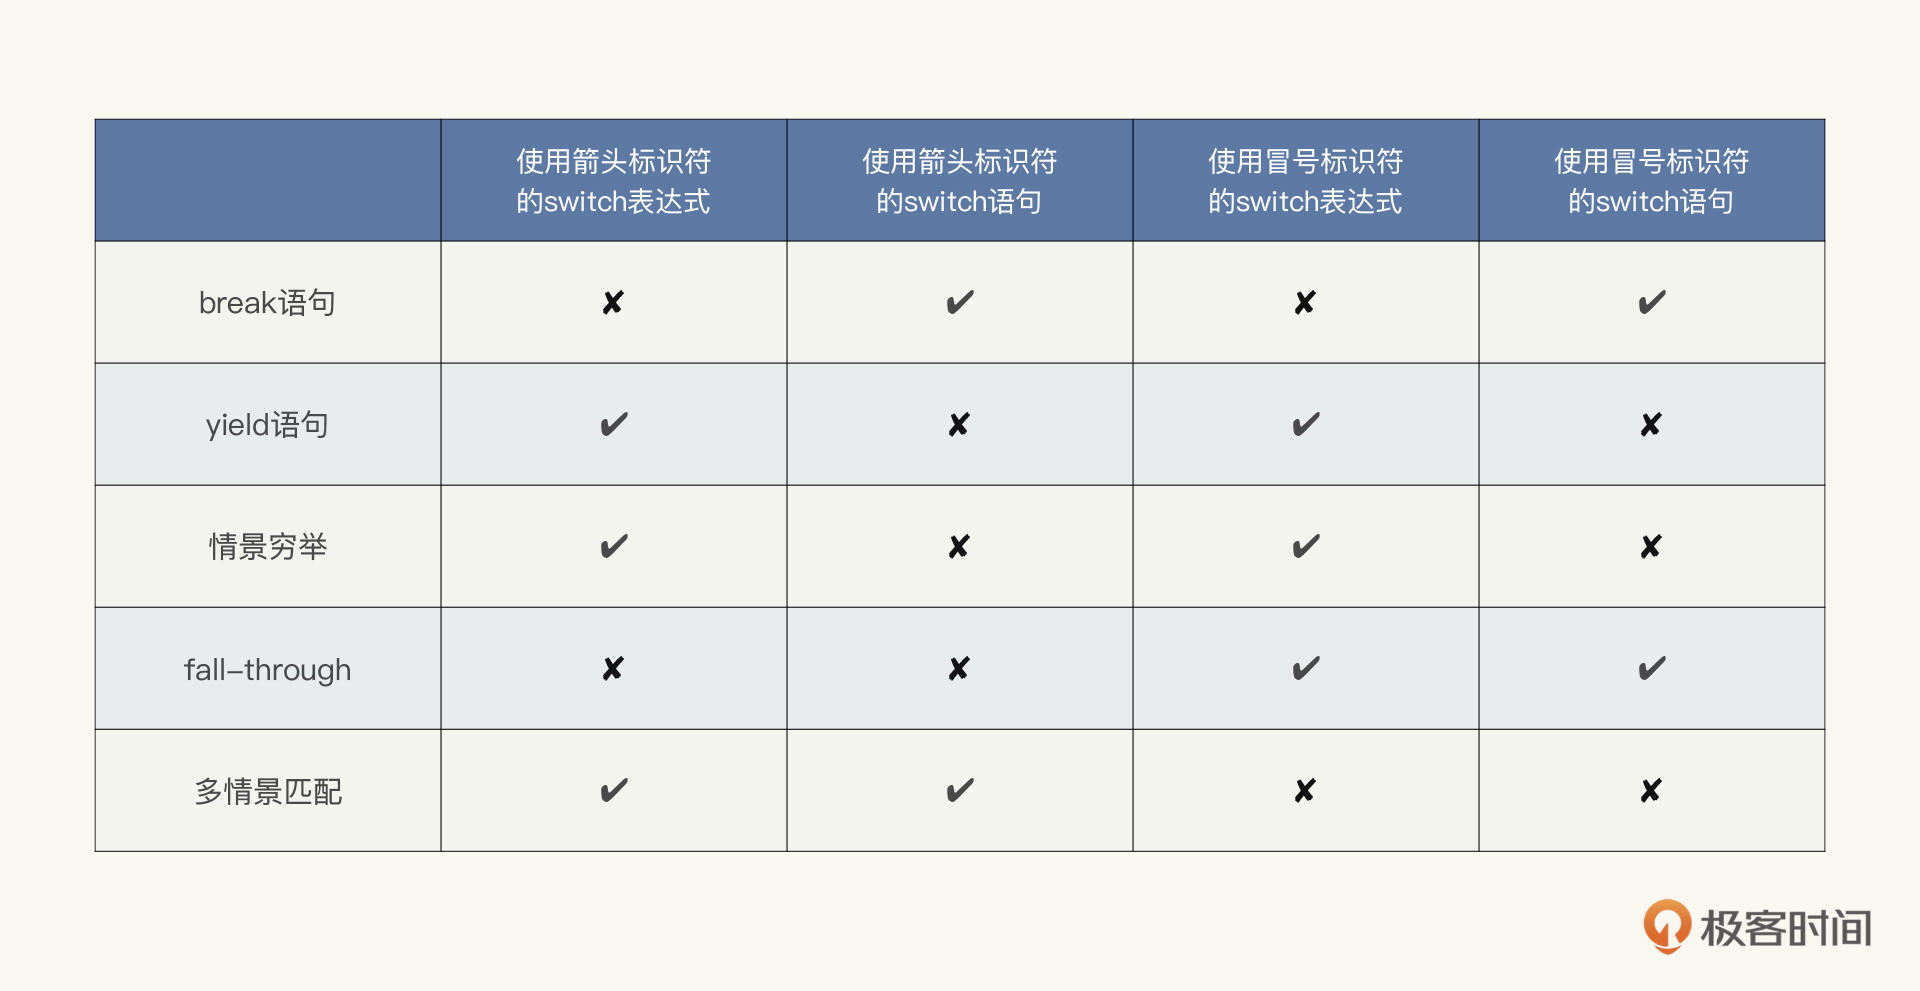 使用箭头标识符
的switch表达式
使用箭头标识符
的switch语句
使用冒号标识符
的switch表达式
使用冒号标识符
的switch语句
break语句 ✘ ✔ ✘ ✔
yield语句 ✔ ✘ ✔ ✘
情景穷举 ✔ ✘ ✔ ✘
fall-through ✘ ✘ ✔ ✔
多情景匹配 ✔ ✔ ✘ ✘
极客时间